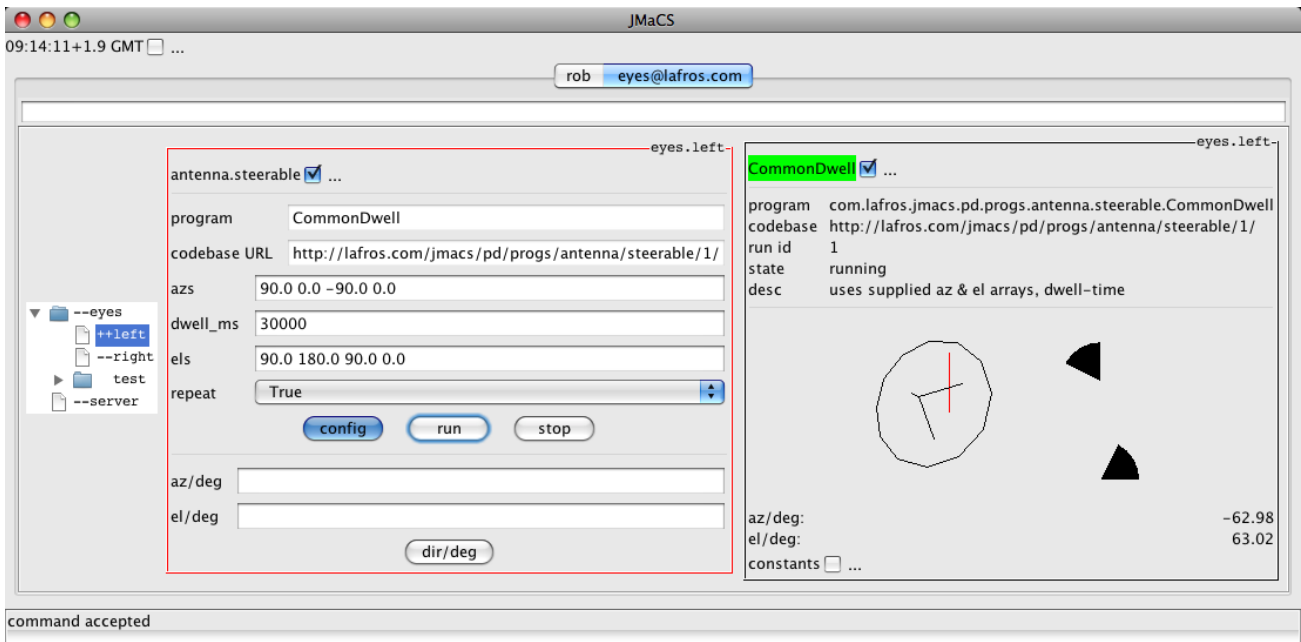 JMaCS
09:14:11+1.9 GMT ...
rob eyes@lafros.com
--eyes
++left
--right
test
--server
eyes.left-
antenna.steerable ...
program CommonDwell
codebase URL http://lafros.com/jmacs/pd/progs/antenna/steerable/1/
azs 90.0 0.0 -90.0 0.0
dwell_ms 30000
els 90.0 180.0 90.0 0.0
repeat True
config run stop
az/deg
el/deg
dir/deg
eyes.left-
CommonDwell ...
program com.lafros.jmacs.pd.progs.antenna.steerable.CommonDwell
codebase http://lafros.com/jmacs/pd/progs/antenna/steerable/1/
run id 1
state running
desc uses supplied az & el arrays, dwell-time
az/deg: -62.98
el/deg: 63.02
constants ...
command accepted